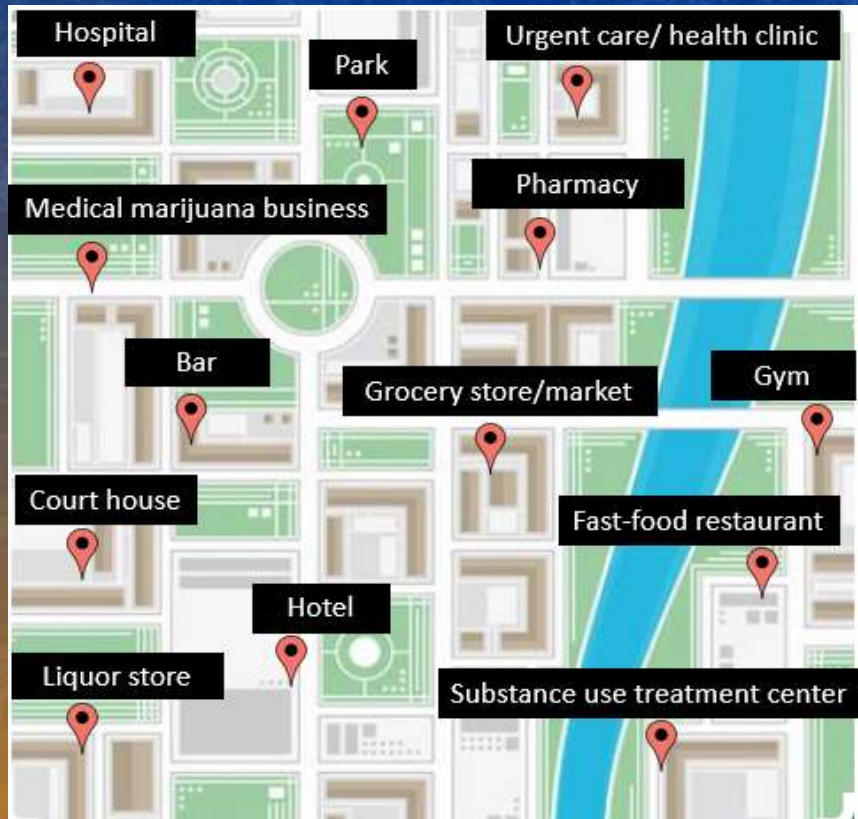 Hospital
Park
Urgent care/ health clinic
Medical marijuana business
Pharmacy
Bar
Grocery store/market
Gym
Court house
Fast-food restaurant
Hotel
Liquor store
Substance use treatment center